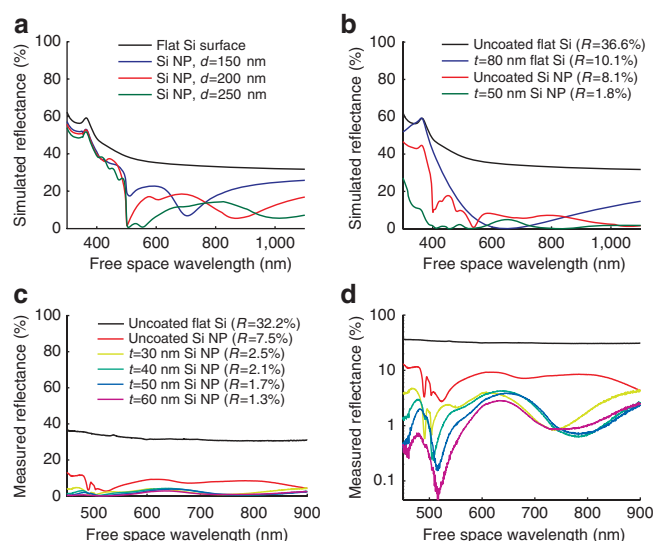 a
Simulated reflectance (%)
100
80
60
40
20
0
Flat Si surface
Si NP, d=150 nm
Si NP, d=200 nm
Si NP, d=250 nm
400
600
800
1,000
Free space wavelength (nm)
b
Simulated reflectance (%)
100
80
60
40
20
0
Uncoated flat Si (R=36.6%)
t=80 nm flat Si (R=10.1%)
Uncoated Si NP (R=8.1%)
t=50 nm Si NP (R=1.8%)
400
600
800
1,000
Free space wavelength (nm)
c
Measured reflectance (%)
100
80
60
40
20
0
Uncoated flat Si (R=32.2%)
Uncoated Si NP (R=7.5%)
t=30 nm Si NP (R=2.5%)
t=40 nm Si NP (R=2.1%)
t=50 nm Si NP (R=1.7%)
t=60 nm Si NP (R=1.3%)
500
600
700
800
900
Free space wavelength (nm)
d
Measured reflectance (%)
100
10
1
0.1
500
600
700
800
900
Free space wavelength (nm)